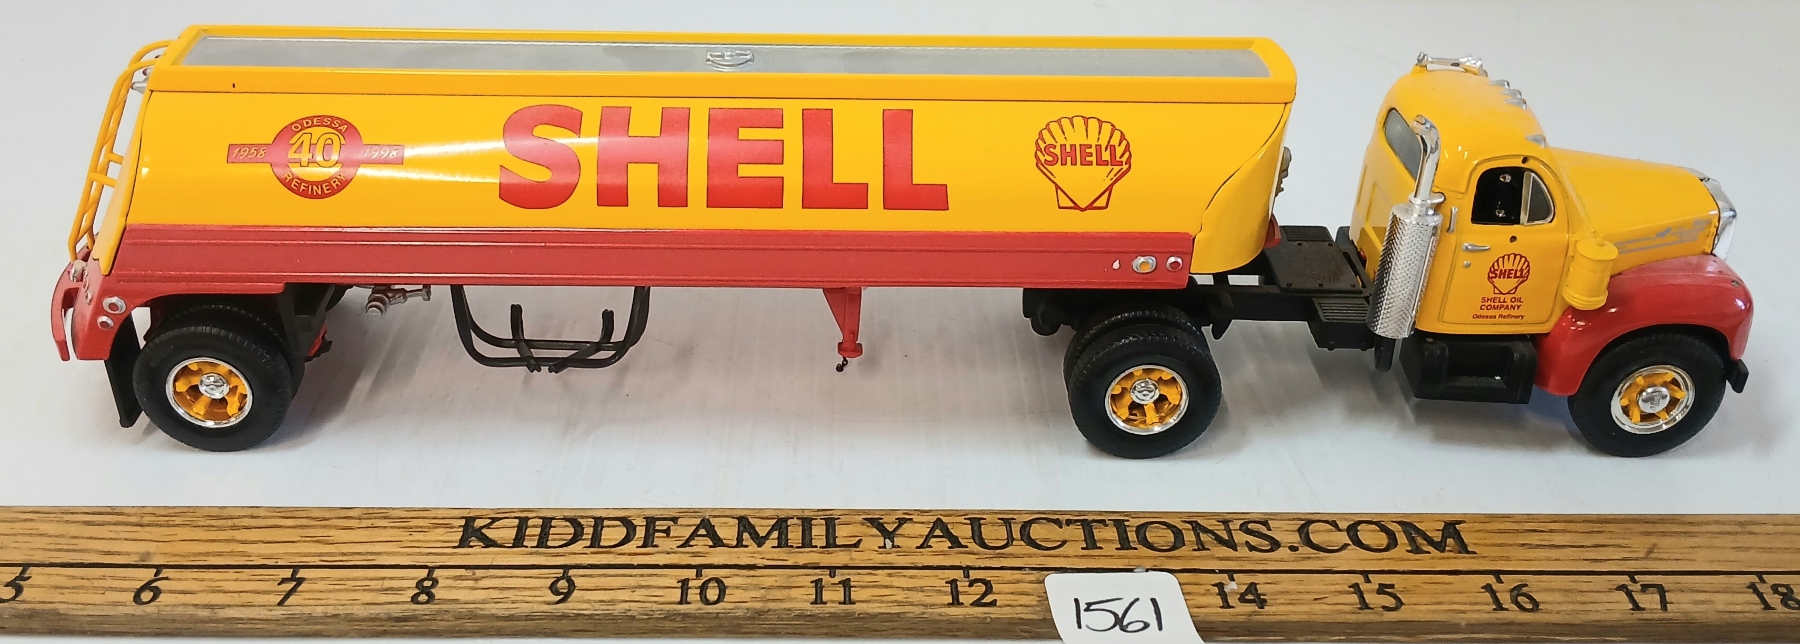 ODESSA
1958 40 1998
REFINERY
SHELL
SHELL
SHELL
SHELL OIL
COMPANY
Odessa Refinery
KIDDFAMILYAUCTIONS.COM
5 6 7 8 9 10 11 12 14 15 16 17 18
1561